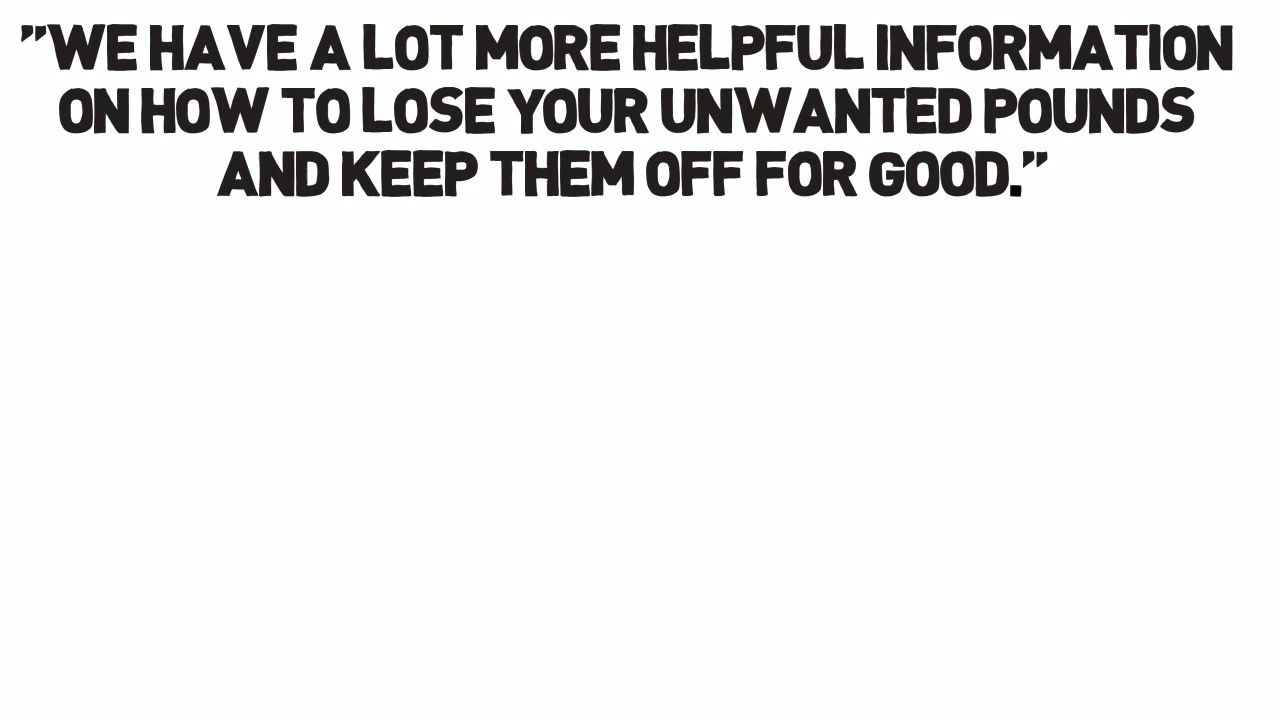 ”WE HAVE A LOT MORE HELPFUL INFORMATION
ON HOW TO LOSE YOUR UNWANTED POUNDS
AND KEEP THEM OFF FOR GOOD.”